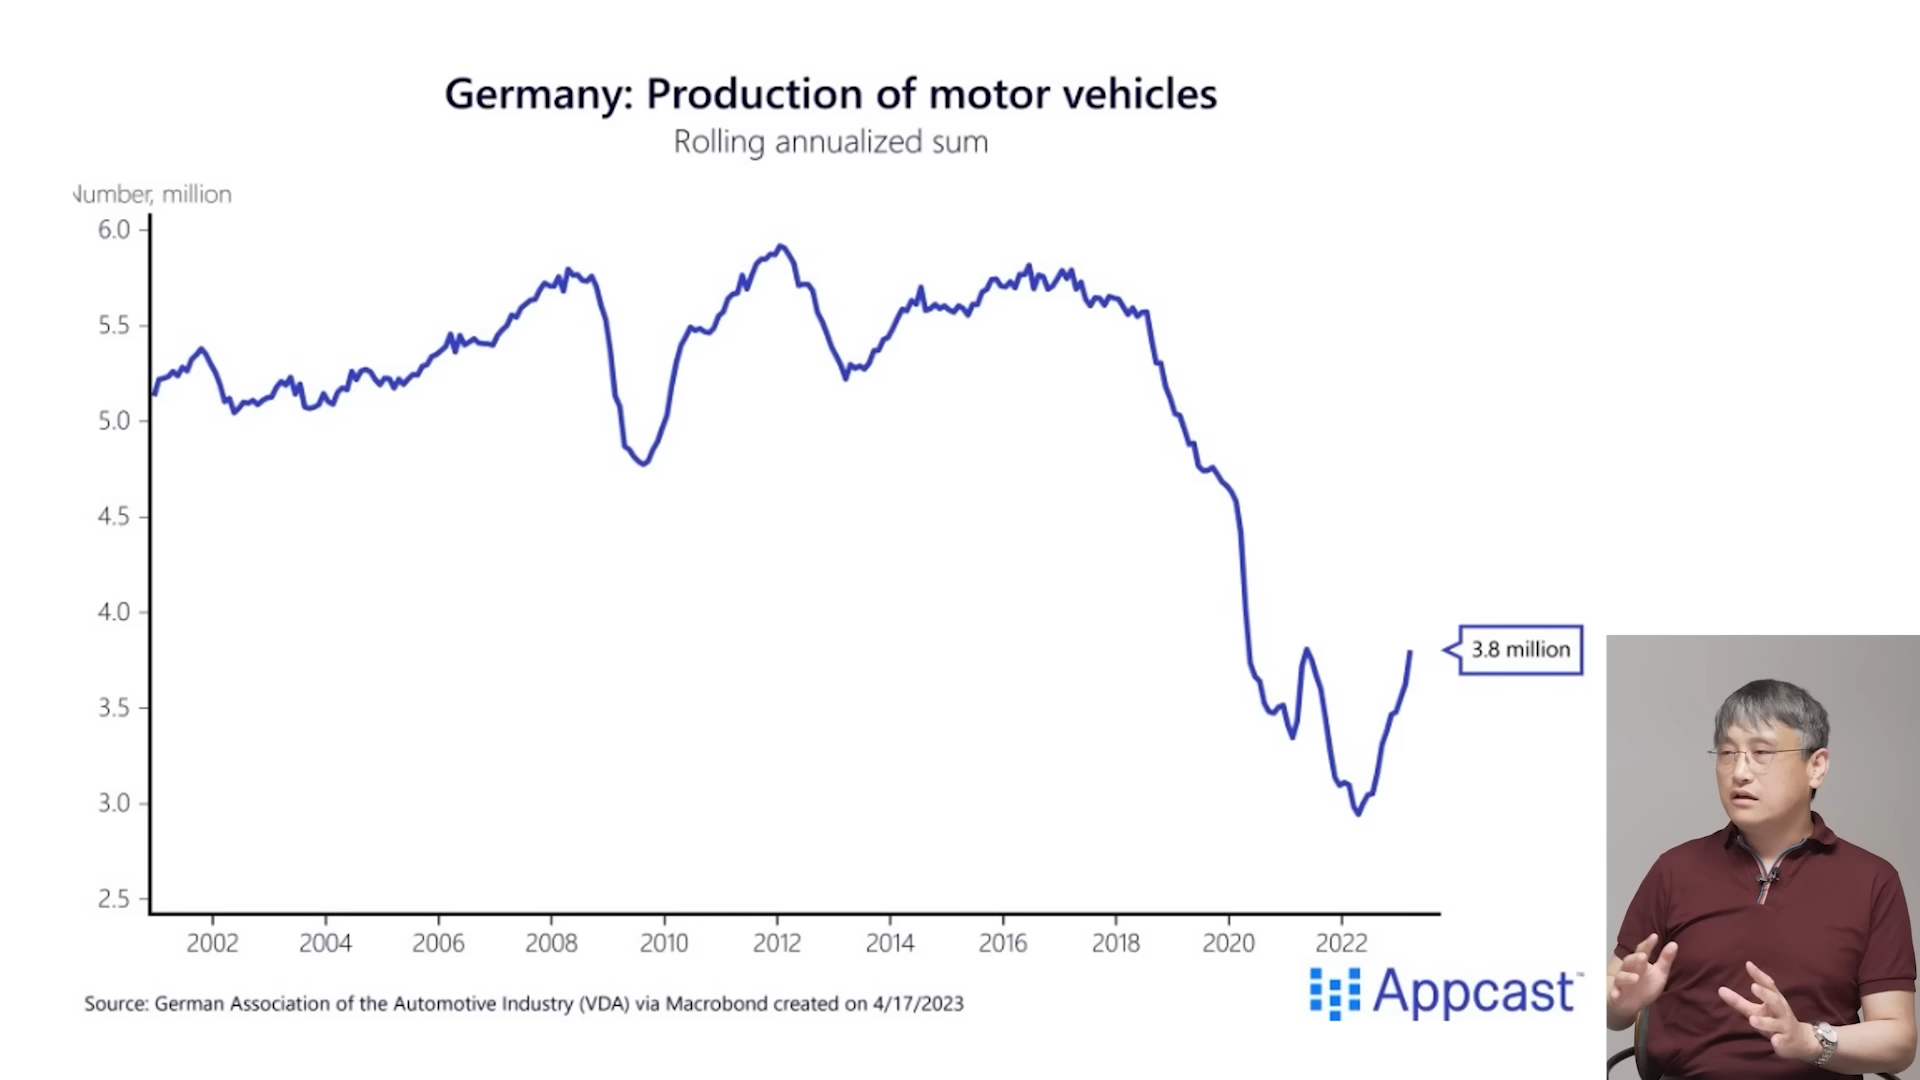 Germany: Production of motor vehicles
Rolling annualized sum
Number, million
6.0
5.5
5.0
4.5
4.0
3.5
3.0
2.5
3.8 million
2002 2004 2006 2008 2010 2012 2014 2016 2018 2020 2022
Source: German Association of the Automotive Industry (VDA) via Macrobond created on 4/17/2023
Appcast™